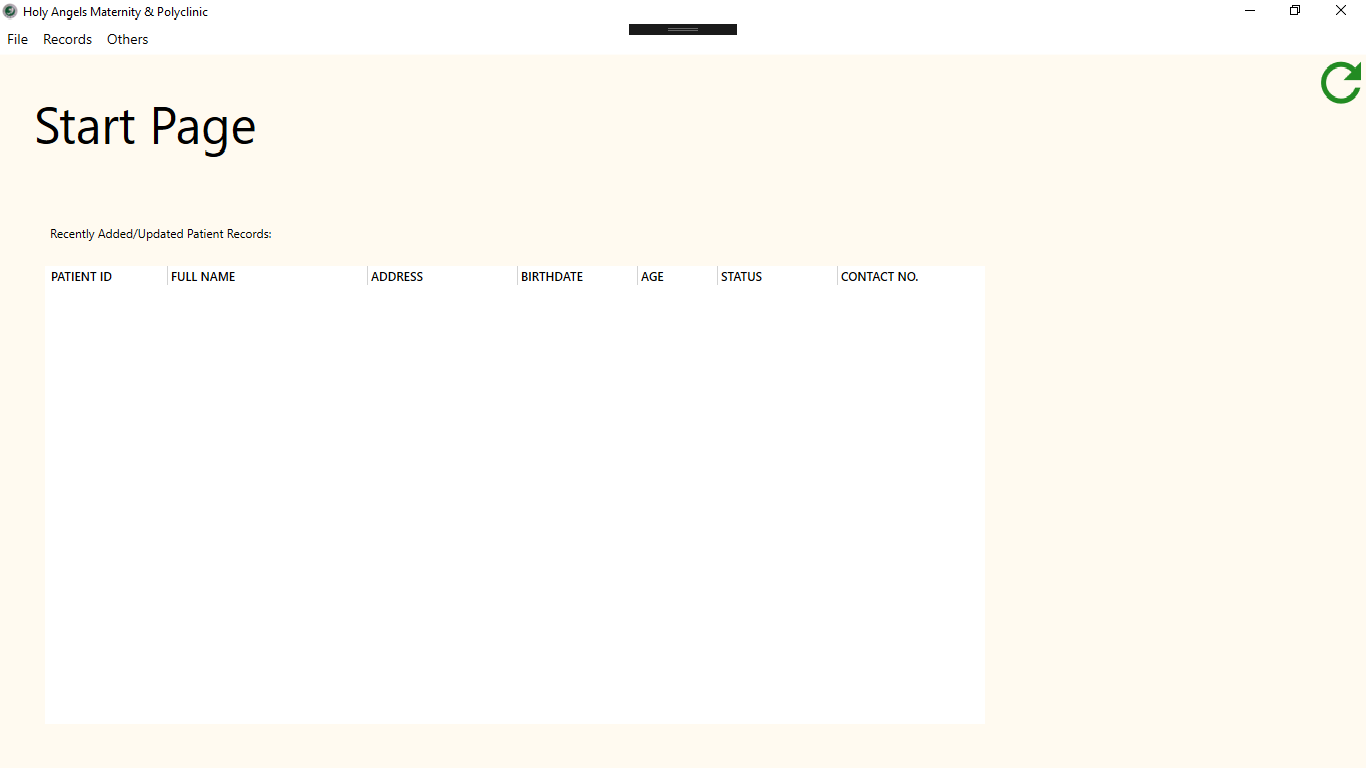 Holy Angels Maternity & Polyclinic
File Records Others
Start Page
Recently Added/Updated Patient Records:
PATIENT ID FULL NAME ADDRESS BIRTHDATE AGE STATUS CONTACT NO.